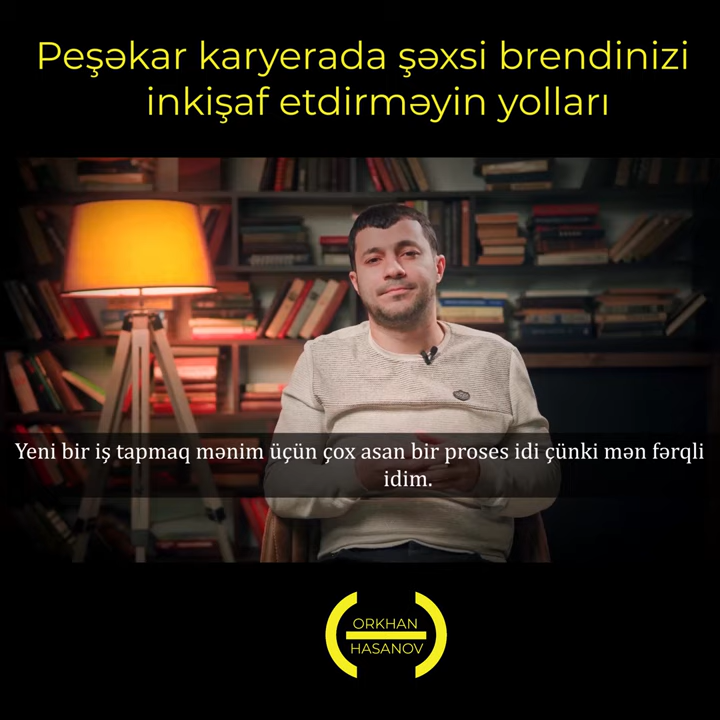 Peşəkar karyerada şəxsi brendinizi
inkişaf etdirməyin yolları
Yeni bir iş tapmaq mənim üçün çox asan bir proses idi çünki mən fərqli
idim.
ORKHAN
HASANOV